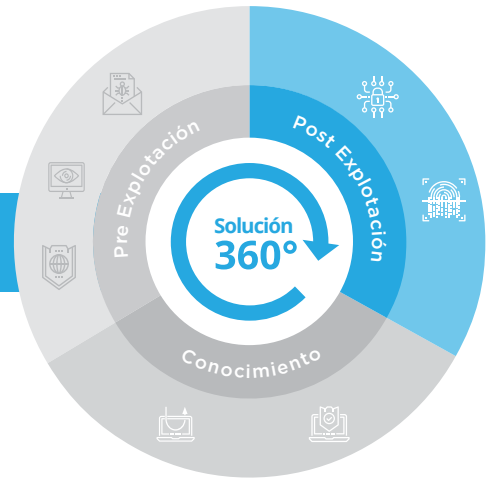 Pre Explotación
Post Explotación
Solución
360°
Conocimiento